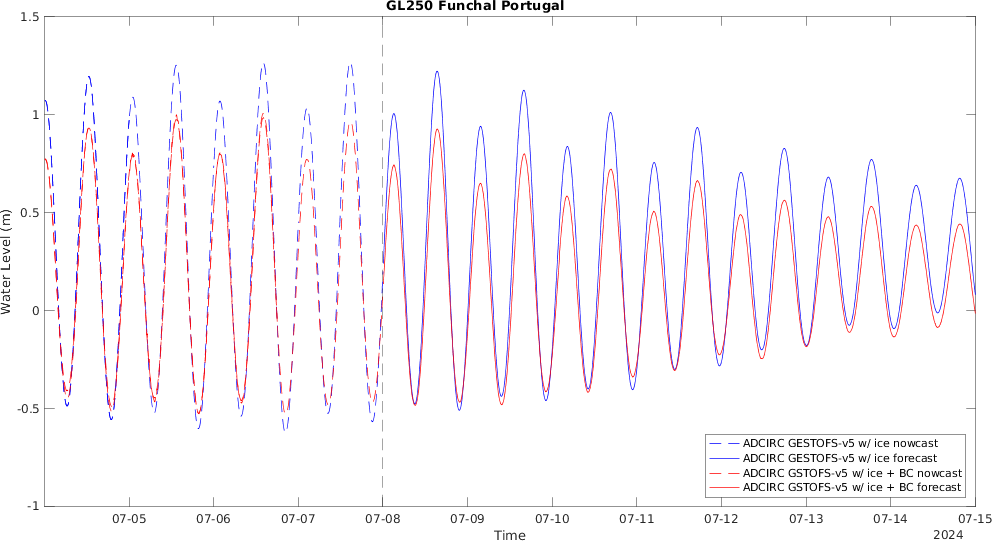 GL250 Funchal Portugal
1.5
1
0.5
0
-0.5
-1
Water Level (m)
07-05
07-06
07-07
07-08
07-09
07-10
07-11
07-12
07-13
07-14
07-15
Time
2024
ADCIRC GESTOFS-v5 w/ ice nowcast
ADCIRC GESTOFS-v5 w/ ice forecast
ADCIRC GSTOFS-v5 w/ ice + BC nowcast
ADCIRC GSTOFS-v5 w/ ice + BC forecast